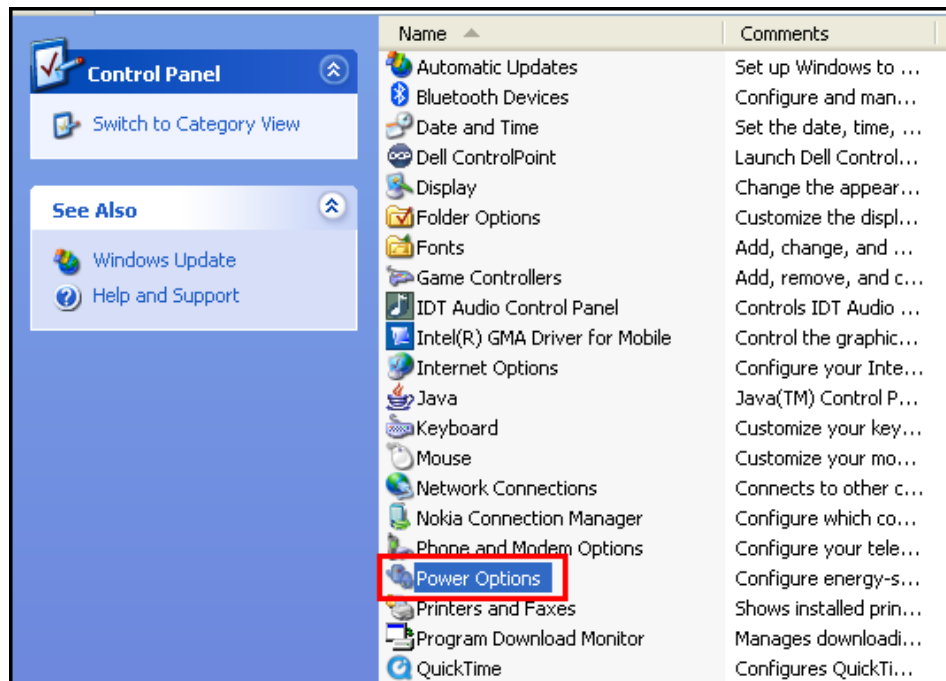 Control Panel
Switch to Category View
See Also
Windows Update
Help and Support
Name Comments
Automatic Updates Set up Windows to ...
Bluetooth Devices Configure and man...
Date and Time Set the date, time, ...
Dell ControlPoint Launch Dell Control...
Display Change the appear...
Folder Options Customize the displ...
Fonts Add, change, and ...
Game Controllers Add, remove, and c...
IDT Audio Control Panel Controls IDT Audio ...
Intel(R) GMA Driver for Mobile Control the graphic...
Internet Options Configure your Inte...
Java Java(TM) Control P...
Keyboard Customize your key...
Mouse Customize your mo...
Network Connections Connects to other c...
Nokia Connection Manager Configure which co...
Phone and Modem Options Configure your tele...
Power Options Configure energy-s...
Printers and Faxes Shows installed prin...
Program Download Monitor Manages downloadi...
QuickTime Configures QuickTi...